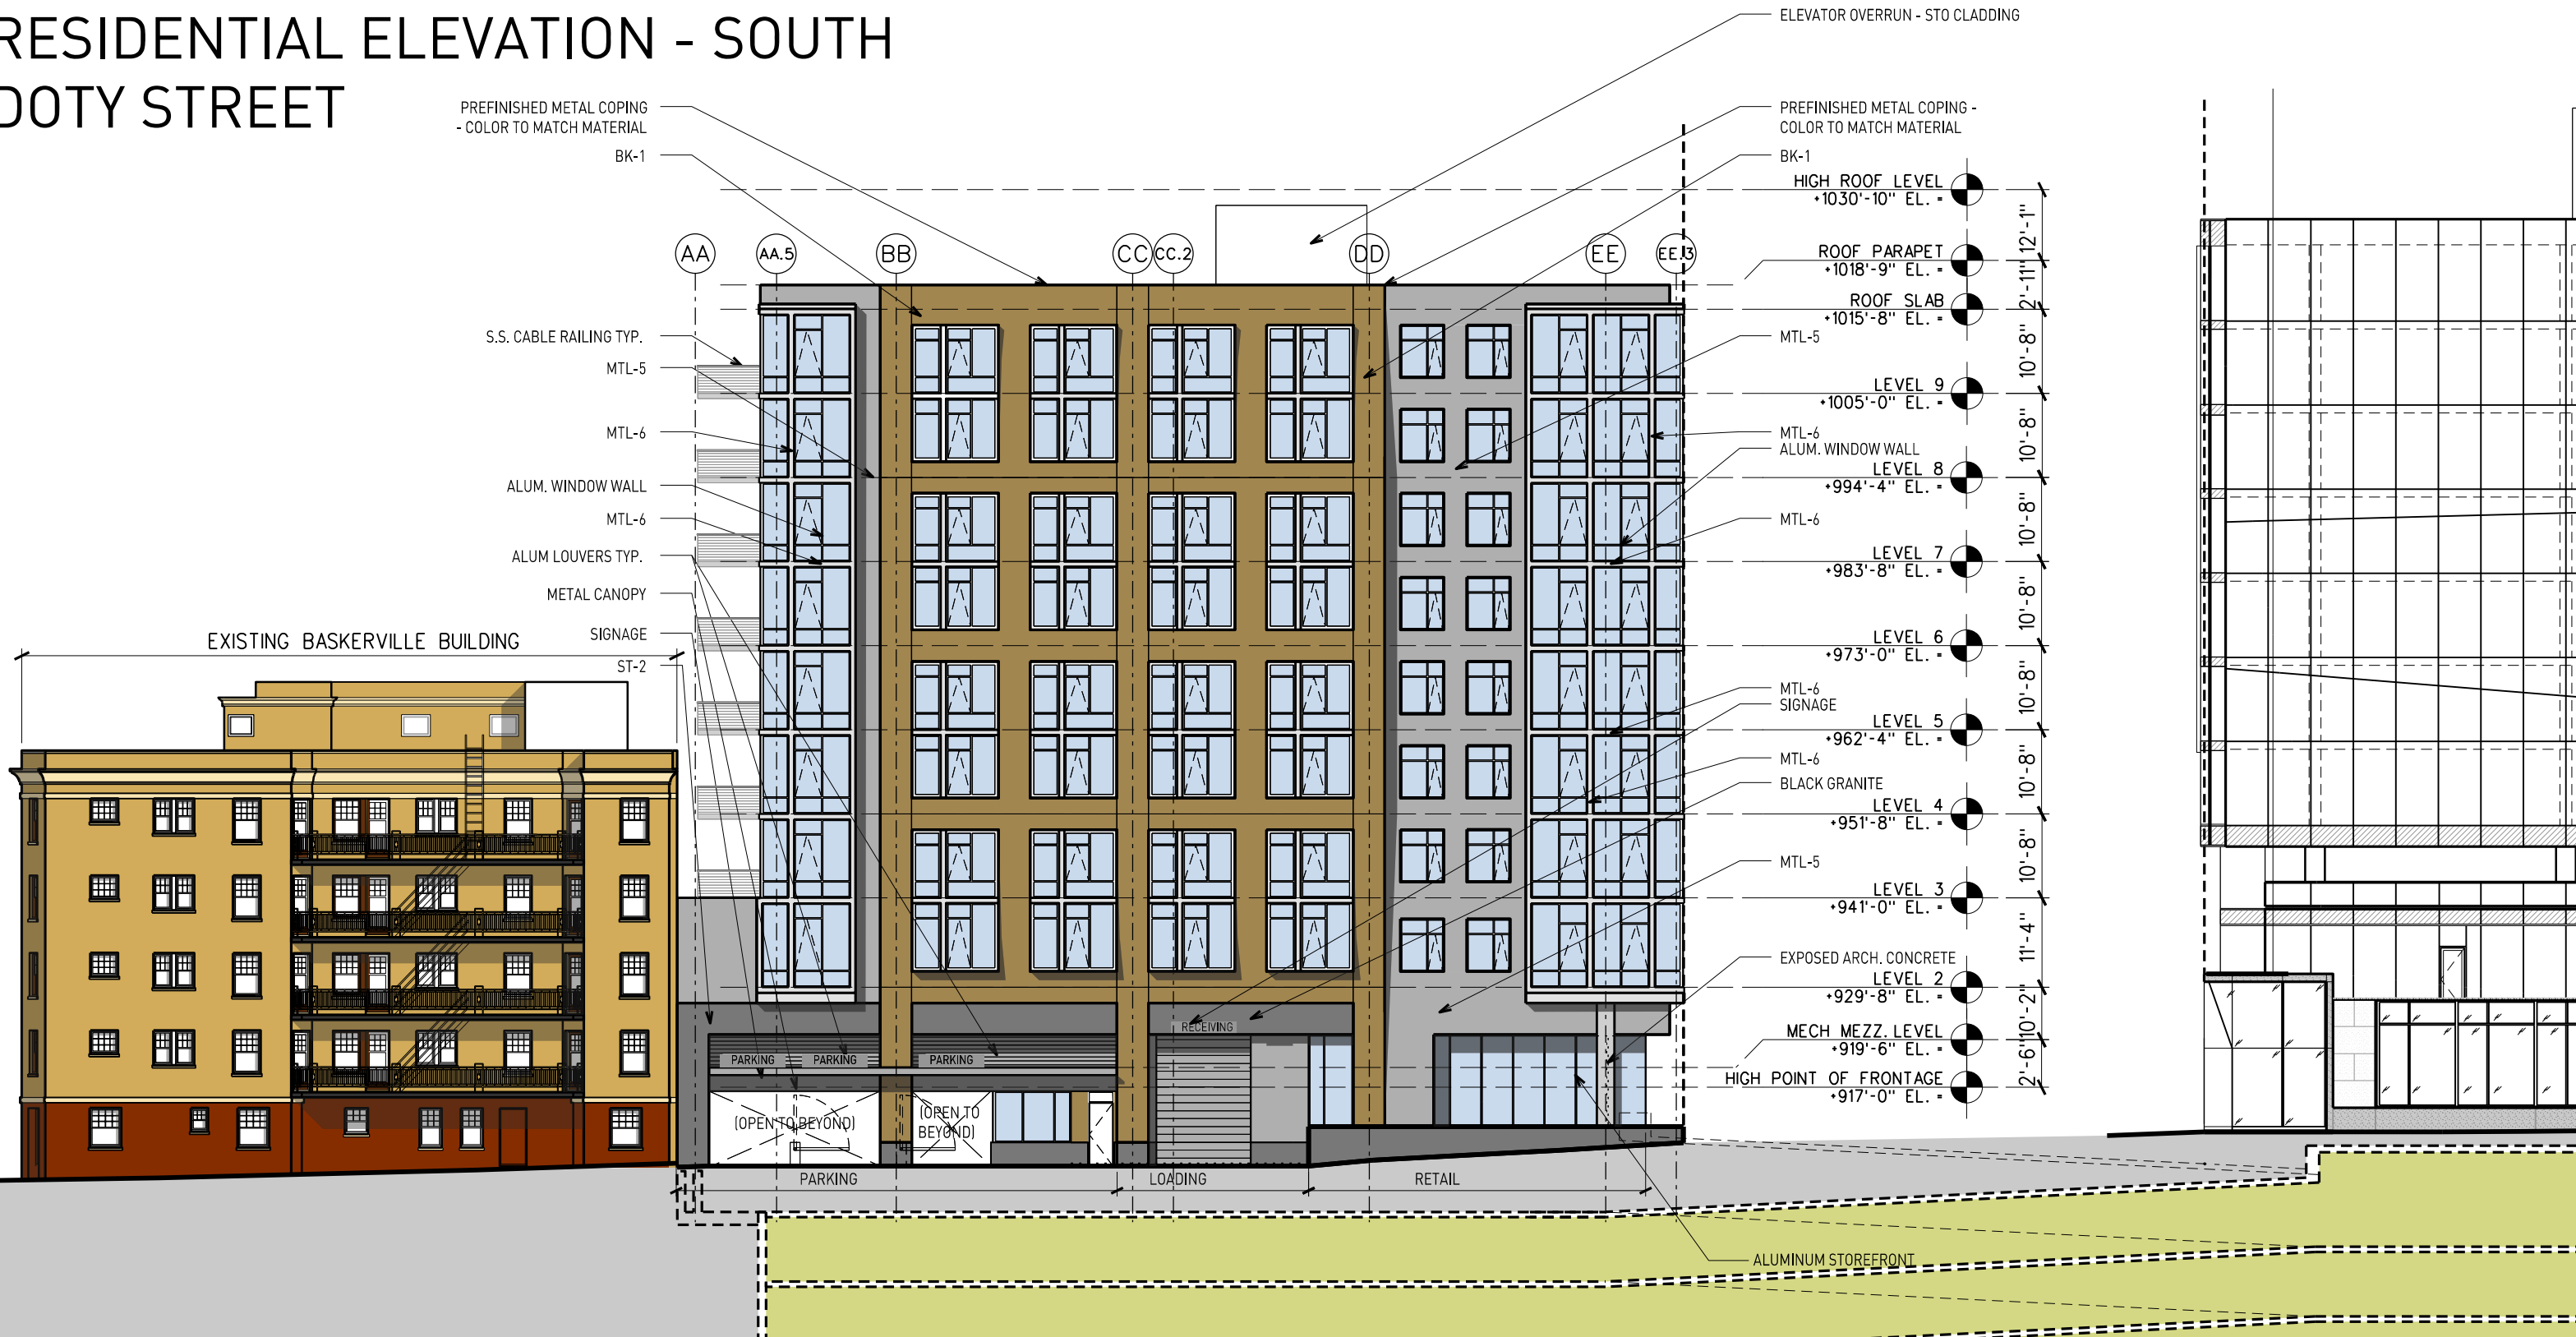 RESIDENTIAL ELEVATION - SOUTH
DOTY STREET
ELEVATOR OVERRUN - STO CLADDING
PREFINISHED METAL COPING
- COLOR TO MATCH MATERIAL
BK-1
PREFINISHED METAL COPING -
COLOR TO MATCH MATERIAL
BK-1
AA
AA.5
BB
CC
CC.2
DD
EE
EE.3
S.S. CABLE RAILING TYP.
MTL-5
MTL-6
ALUM. WINDOW WALL
MTL-6
ALUM LOUVERS TYP.
METAL CANOPY
SIGNAGE
ST-2
EXISTING BASKERVILLE BUILDING
MTL-5
MTL-6
ALUM. WINDOW WALL
MTL-6
MTL-6
SIGNAGE
MTL-6
BLACK GRANITE
MTL-5
EXPOSED ARCH. CONCRETE
ALUMINUM STOREFRONT
HIGH ROOF LEVEL
+1030'-10" EL. =
ROOF PARAPET
+1018'-9" EL. =
ROOF SLAB
+1015'-8" EL. =
LEVEL 9
+1005'-0" EL. =
LEVEL 8
+994'-4" EL. =
LEVEL 7
+983'-8" EL. =
LEVEL 6
+973'-0" EL. =
LEVEL 5
+962'-4" EL. =
LEVEL 4
+951'-8" EL. =
LEVEL 3
+941'-0" EL. =
LEVEL 2
+929'-8" EL. =
MECH MEZZ. LEVEL
+919'-6" EL. =
HIGH POINT OF FRONTAGE
+917'-0" EL. =
12'-1"
2'-11"
10'-8"
10'-8"
10'-8"
10'-8"
10'-8"
10'-8"
10'-8"
11'-4"
10'-2"
2'-6"
RECEIVING
PARKING
PARKING
PARKING
(OPEN TO BEYOND)
(OPEN TO
BEYOND)
PARKING
LOADING
RETAIL